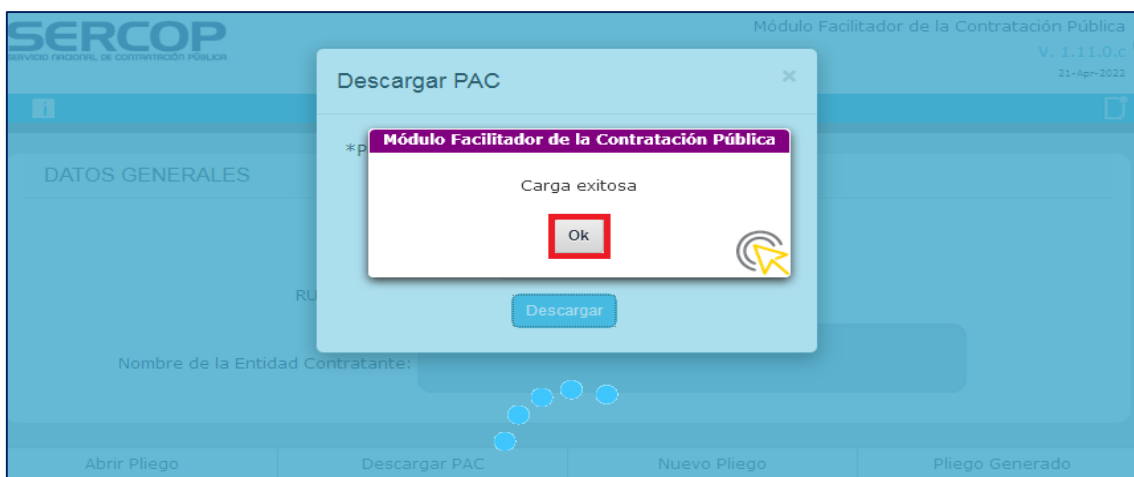 SERCOP
SERVICIO NACIONAL DE CONTRATACIÓN PÚBLICA
Módulo Facilitador de la Contratación Pública
V. 1.11.0.c
21-Apr-2022
Descargar PAC
×
*P
Módulo Facilitador de la Contratación Pública
Carga exitosa
Ok
DATOS GENERALES
RU
Descargar
Nombre de la Entidad Contratante:
Abrir Pliego
Descargar PAC
Nuevo Pliego
Pliego Generado